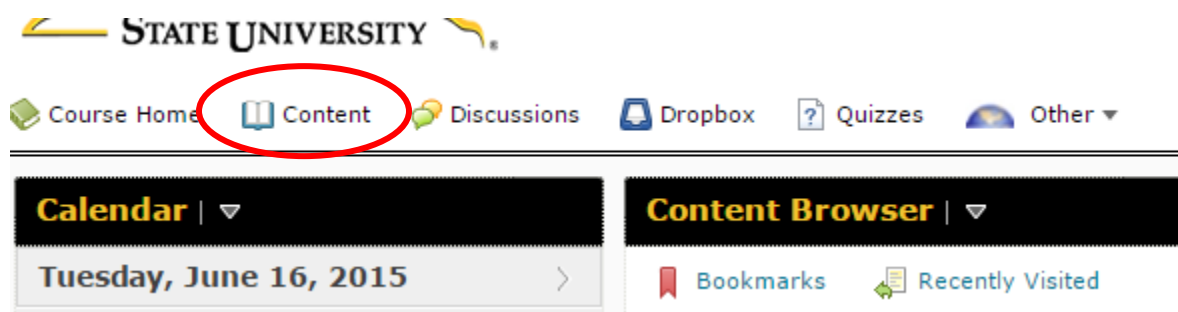 STATE UNIVERSITY
Course Home Content Discussions Dropbox Quizzes Other
Calendar | Content Browser |
Tuesday, June 16, 2015 Bookmarks Recently Visited